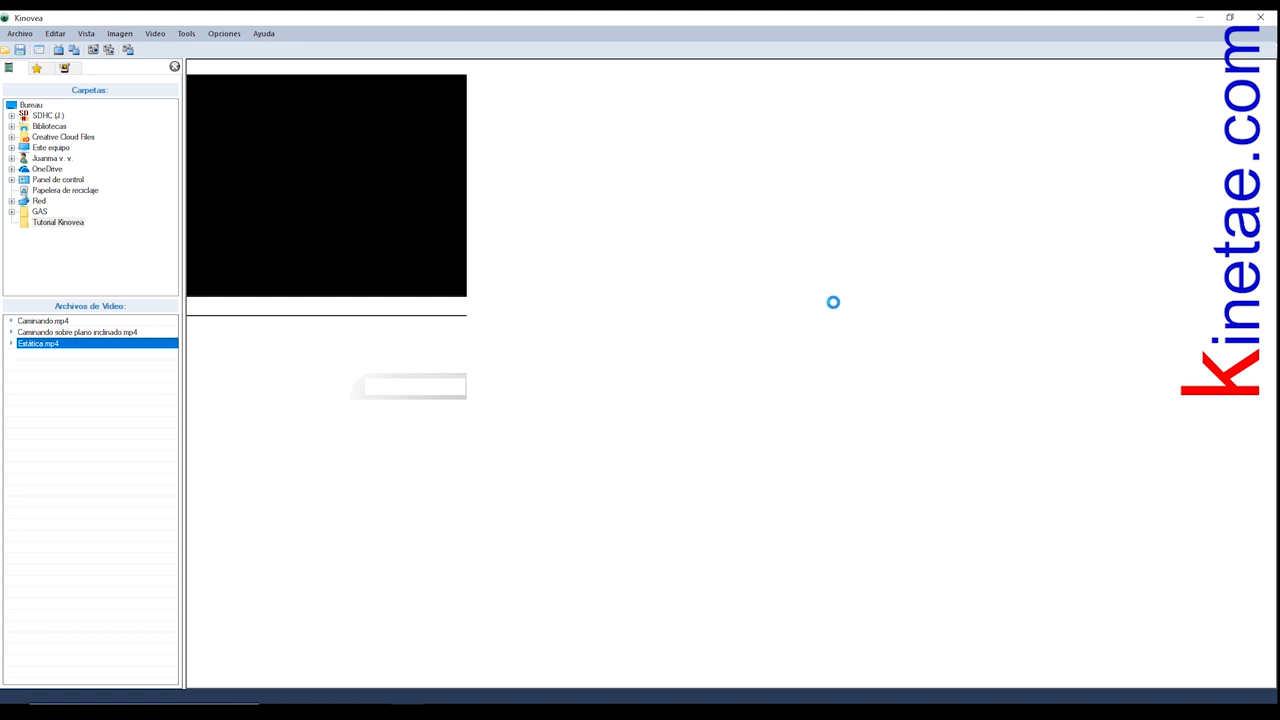 Kinovea
Archivo Editar Vista Imagen Video Tools Opciones Ayuda
Carpetas:
Bureau
SD
SDHC (J:)
Bibliotecas
Creative Cloud Files
Este equipo
Juanma v. v.
OneDrive
Panel de control
Papelera de reciclaje
Red
GAS
Tutorial Kinovea
Archivos de Video:
Caminando.mp4
Caminando sobre plano inclinado.mp4
Estática.mp4
Kinetae.com